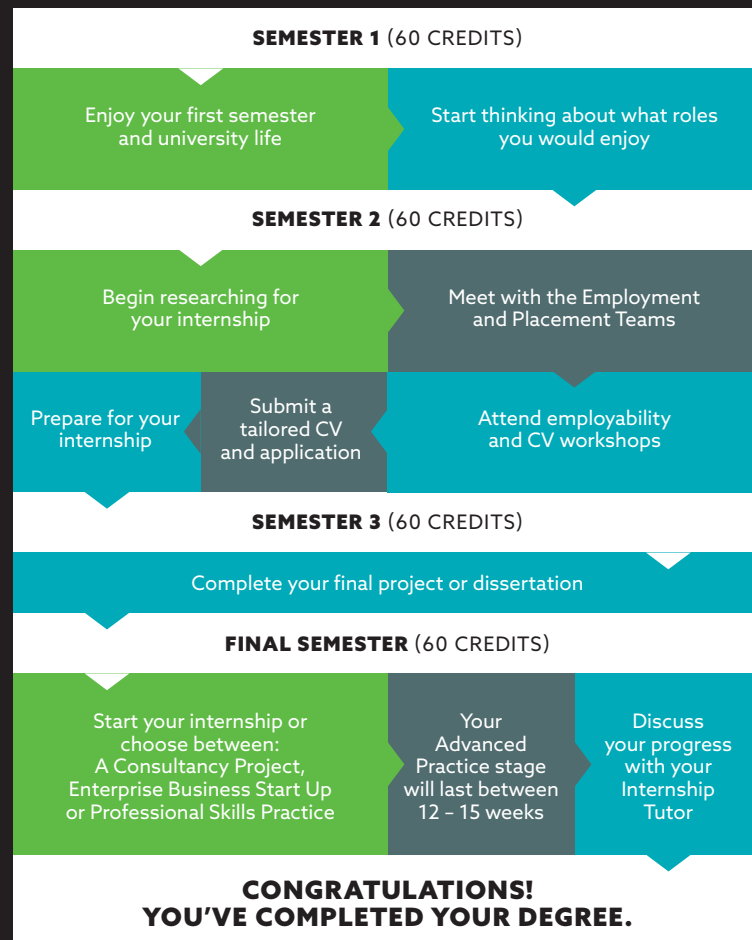 SEMESTER 1 (60 CREDITS)
Enjoy your first semester
and university life
Start thinking about what roles
you would enjoy
SEMESTER 2 (60 CREDITS)
Begin researching for
your internship
Meet with the Employment
and Placement Teams
Attend employability
and CV workshops
Submit a
tailored CV
and application
Prepare for your
internship
SEMESTER 3 (60 CREDITS)
Complete your final project or dissertation
FINAL SEMESTER (60 CREDITS)
Start your internship or
choose between:
A Consultancy Project,
Enterprise Business Start Up
or Professional Skills Practice
Your
Advanced
Practice stage
will last between
12 – 15 weeks
Discuss
your progress
with your
Internship
Tutor
CONGRATULATIONS!
YOU'VE COMPLETED YOUR DEGREE.